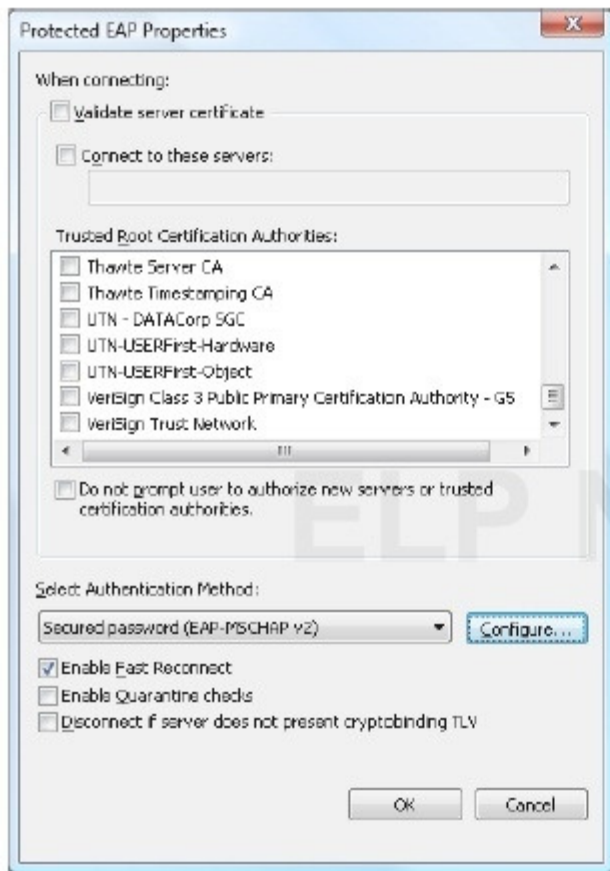 Protected EAP Properties
When connecting:
Validate server certificate
Connect to these servers:
Trusted Root Certification Authorities:
Thawte Server CA
Thawte Timestamping CA
UTN - DATACorp SGC
UTN-USERFirst-Hardware
UTN-USERFirst-Object
VeriSign Class 3 Public Primary Certification Authority - G5
VeriSign Trust Network
Do not prompt user to authorize new servers or trusted
certification authorities.
ELP N
Select Authentication Method:
Secured password (EAP-MSCHAP v2)
Configure...
Enable Fast Reconnect
Enable Quarantine checks
Disconnect if server does not present cryptobinding TLV
OK
Cancel